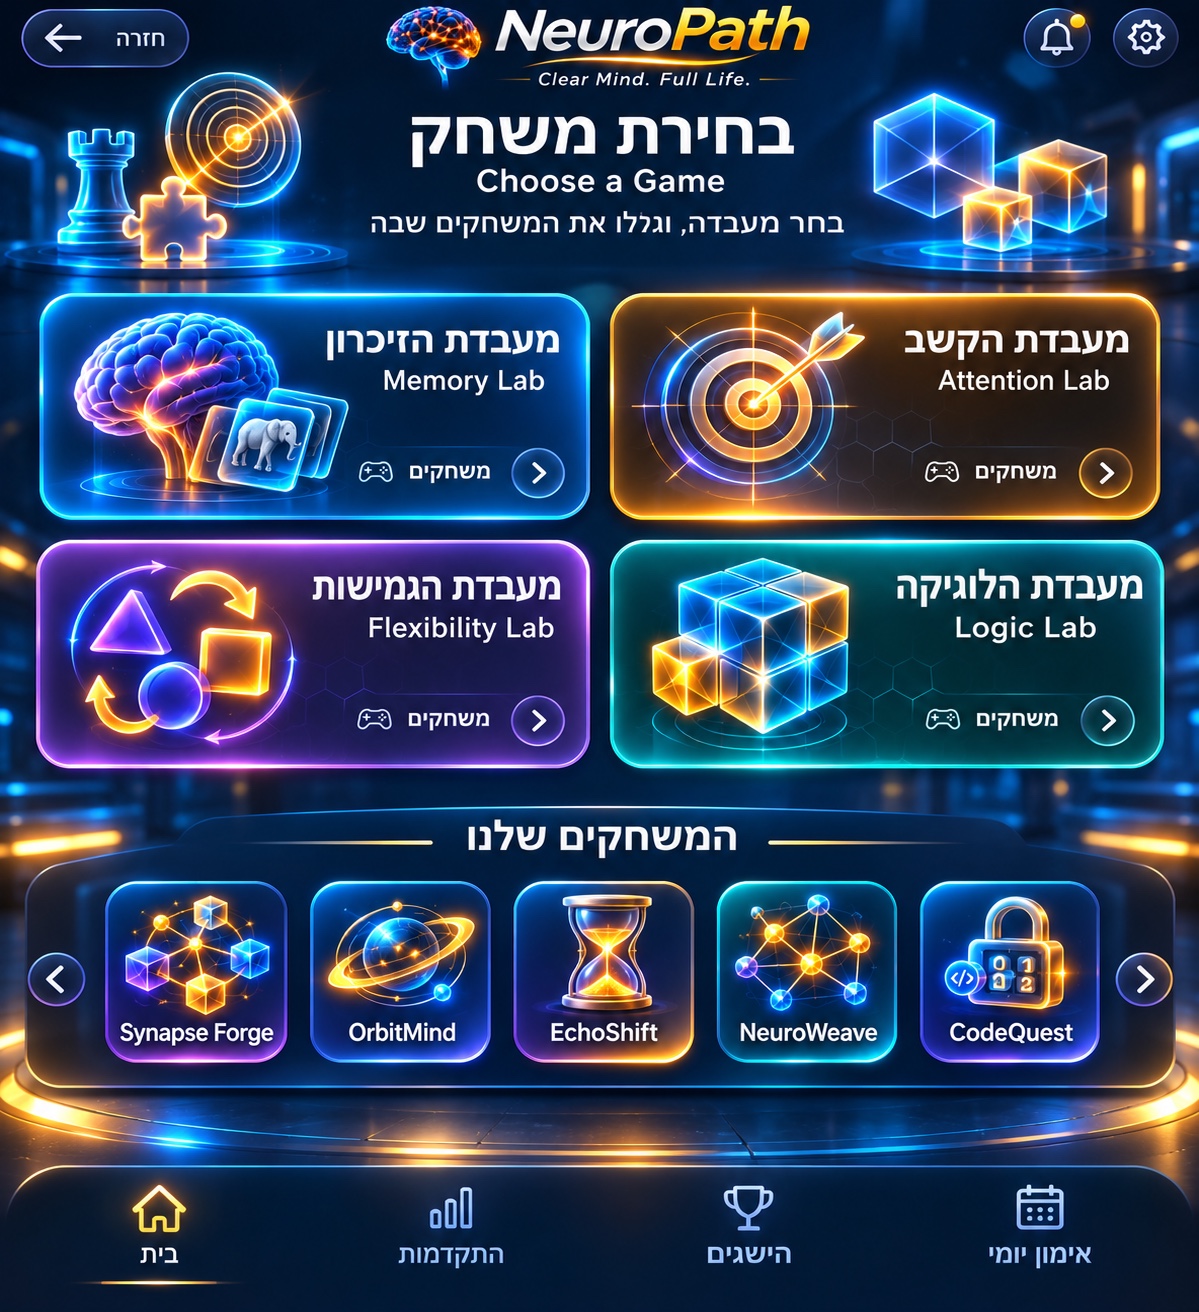 חזרה
NeuroPath
Clear Mind. Full Life.
בחירת משחק
Choose a Game
בחר מעבדה, וגללו את המשחקים שבה
מעבדת הזיכרון
Memory Lab
משחקים
מעבדת הקשב
Attention Lab
משחקים
מעבדת הגמישות
Flexibility Lab
משחקים
מעבדת הלוגיקה
Logic Lab
משחקים
המשחקים שלנו
Synapse Forge
OrbitMind
EchoShift
NeuroWeave
</>
CodeQuest
בית
התקדמות
הישגים
אימון יומי